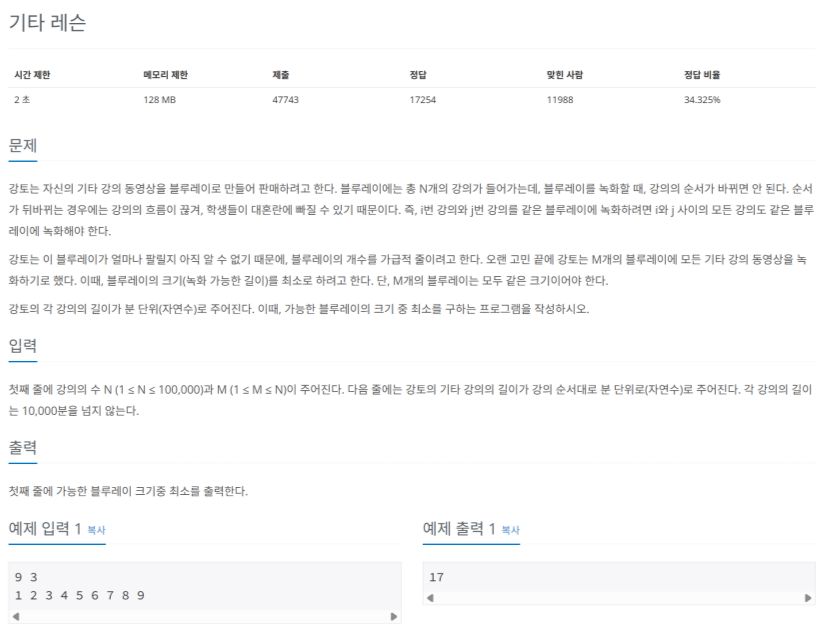 기타 레슨
시간 제한 메모리 제한 제출 정답 맞힌 사람 정답 비율
2 초 128 MB 47743 17254 11988 34.325%
문제
강토는 자신의 기타 강의 동영상을 블루레이로 만들어 판매하려고 한다. 블루레이에는 총 N개의 강의가 들어가는데, 블루레이를 녹화할 때, 강의의 순서가 바뀌면 안 된다. 순서
가 뒤바뀌는 경우에는 강의의 흐름이 끊겨, 학생들이 대혼란에 빠질 수 있기 때문이다. 즉, i번 강의와 j번 강의를 같은 블루레이에 녹화하려면 i와 j 사이의 모든 강의도 같은 블루
레이에 녹화해야 한다.
강토는 이 블루레이가 얼마나 팔릴지 아직 알 수 없기 때문에, 블루레이의 개수를 가급적 줄이려고 한다. 오랜 고민 끝에 강토는 M개의 블루레이에 모든 기타 강의 동영상을 녹
화하기로 했다. 이때, 블루레이의 크기(녹화 가능한 길이)를 최소로 하려고 한다. 단, M개의 블루레이는 모두 같은 크기이어야 한다.
강토의 각 강의의 길이가 분 단위(자연수)로 주어진다. 이때, 가능한 블루레이의 크기 중 최소를 구하는 프로그램을 작성하시오.
입력
첫째 줄에 강의의 수 N (1 ≤ N ≤ 100,000)과 M (1 ≤ M ≤ N)이 주어진다. 다음 줄에는 강토의 기타 강의의 길이가 강의 순서대로 분 단위로(자연수)로 주어진다. 각 강의의 길이
는 10,000분을 넘지 않는다.
출력
첫째 줄에 가능한 블루레이 크기중 최소를 출력한다.
예제 입력 1 복사
9 3
1 2 3 4 5 6 7 8 9
예제 출력 1 복사
17